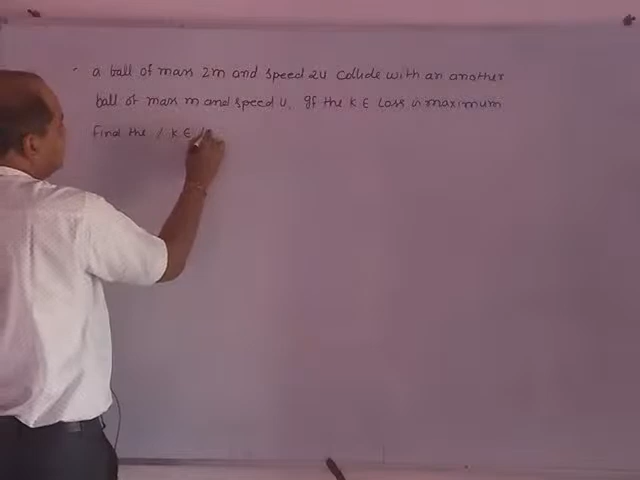 a ball of mass 2m and speed 2u collide with an another
ball of mass m and speed u, If the K E Loss is maximum
Find the % K E